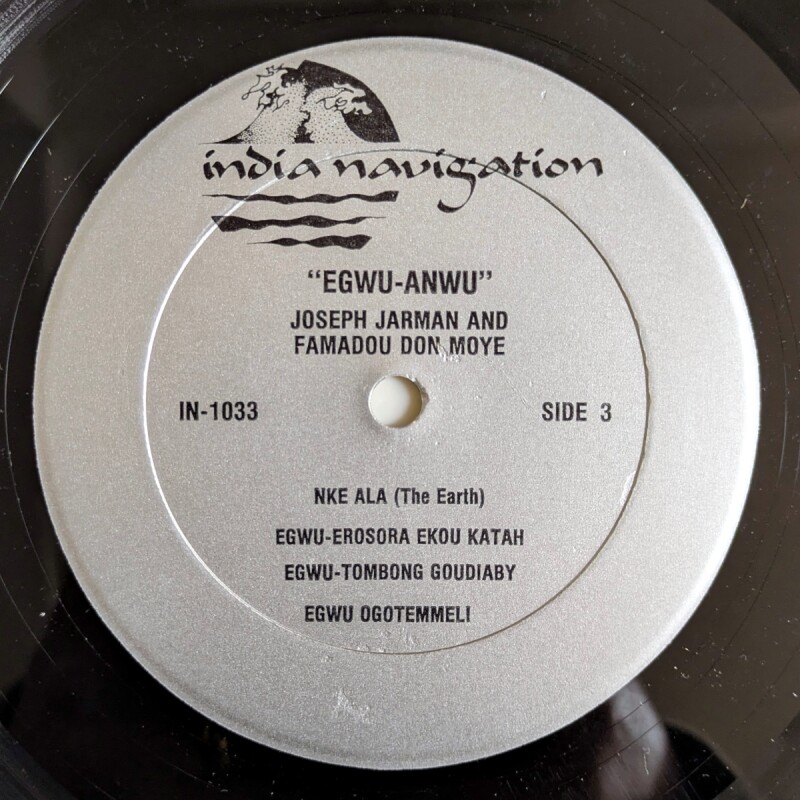 india navigation
"EGWU-ANWU"
JOSEPH JARMAN AND
FAMADOU DON MOYE
IN-1033
SIDE 3
NKE ALA (The Earth)
EGWU-EROSORA EKOU KATAH
EGWU-TOMBONG GOUDIABY
EGWU OGOTEMMELI